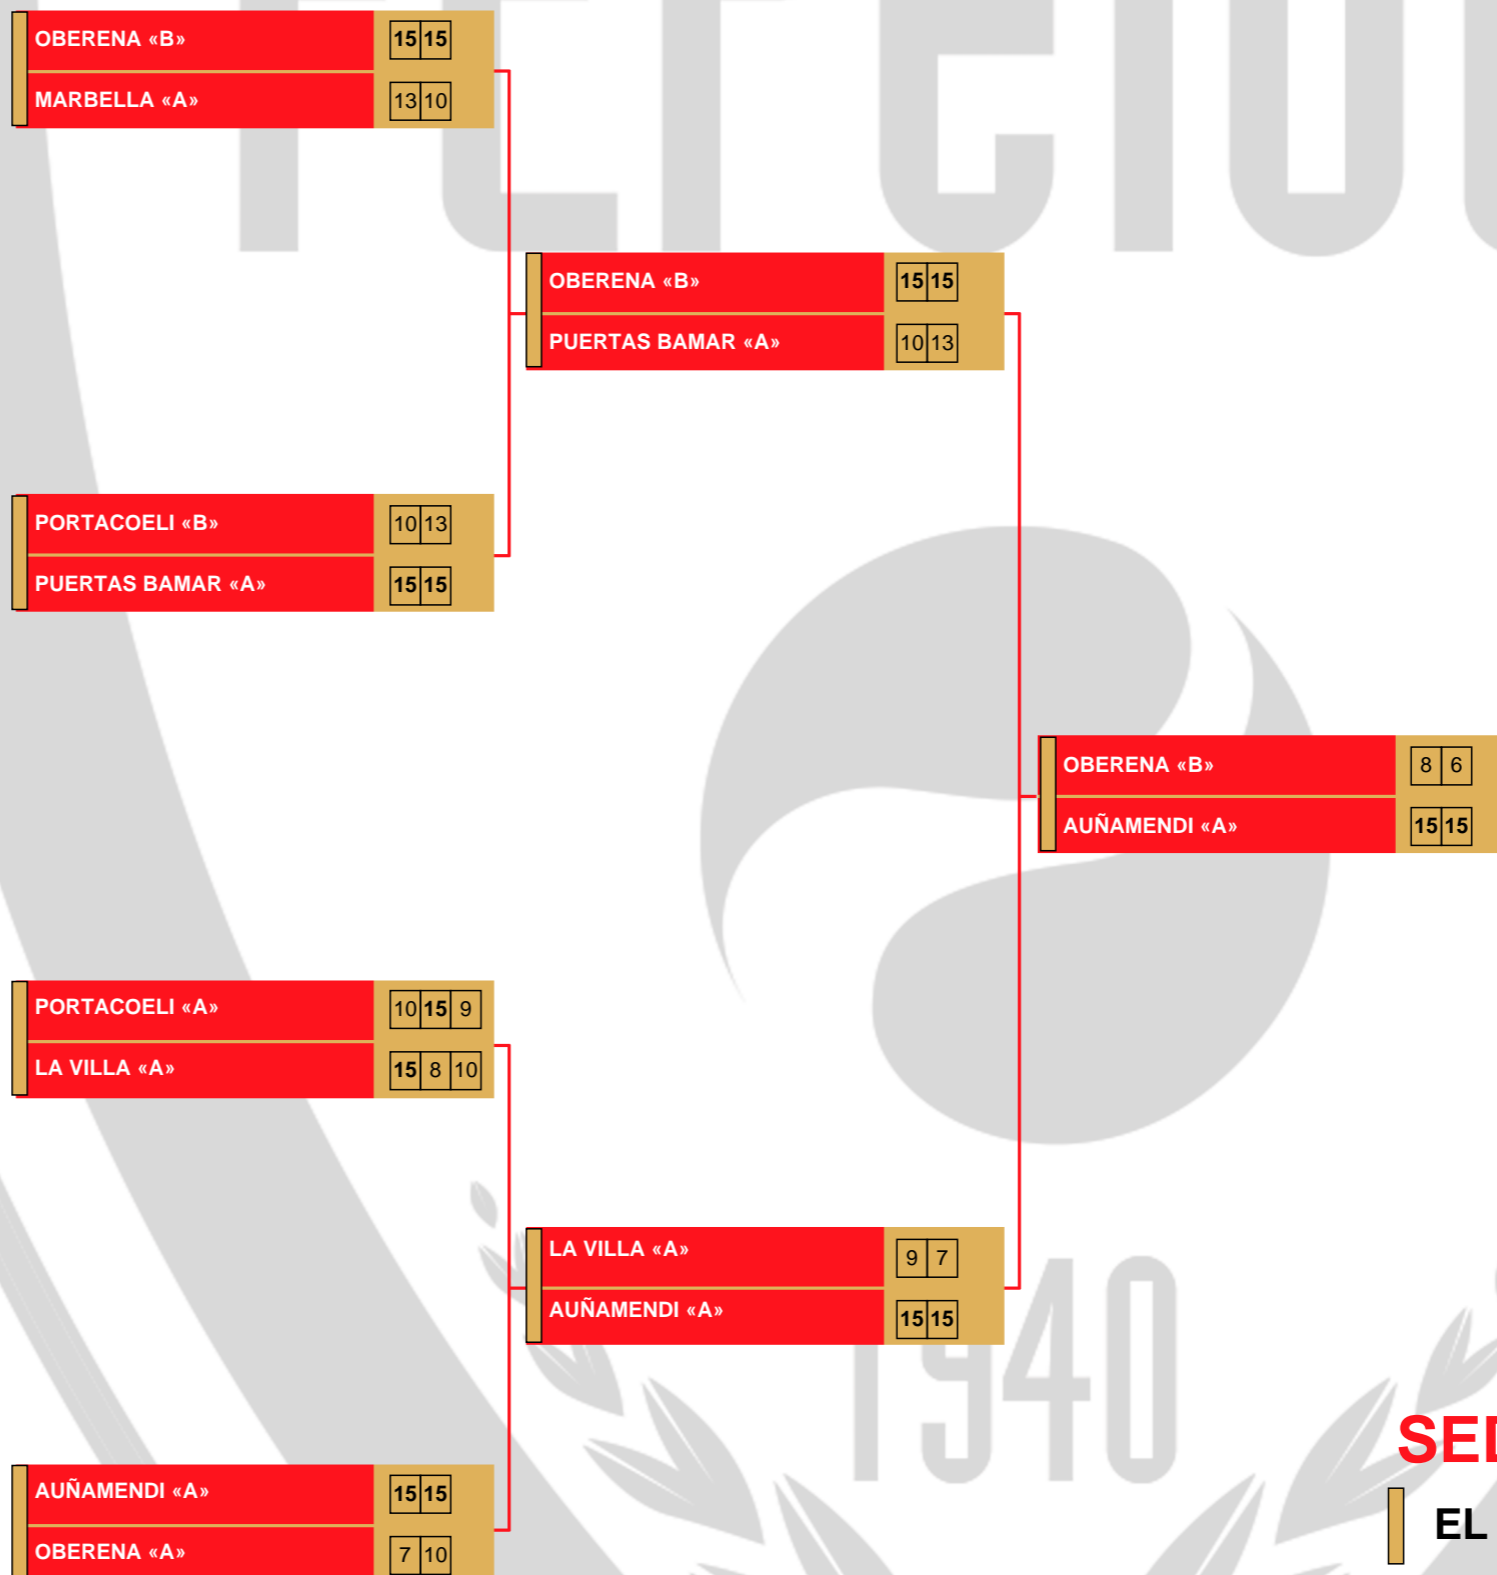 OBERENA «B» 15 15
MARBELLA «A» 13 10
OBERENA «B» 15 15
PUERTAS BAMAR «A» 10 13
PORTACOELI «B» 10 13
PUERTAS BAMAR «A» 15 15
OBERENA «B» 8 6
AUÑAMENDI «A» 15 15
PORTACOELI «A» 10 15 9
LA VILLA «A» 15 8 10
LA VILLA «A» 9 7
AUÑAMENDI «A» 15 15
1940
AUÑAMENDI «A» 15 15
OBERENA «A» 7 10
EL